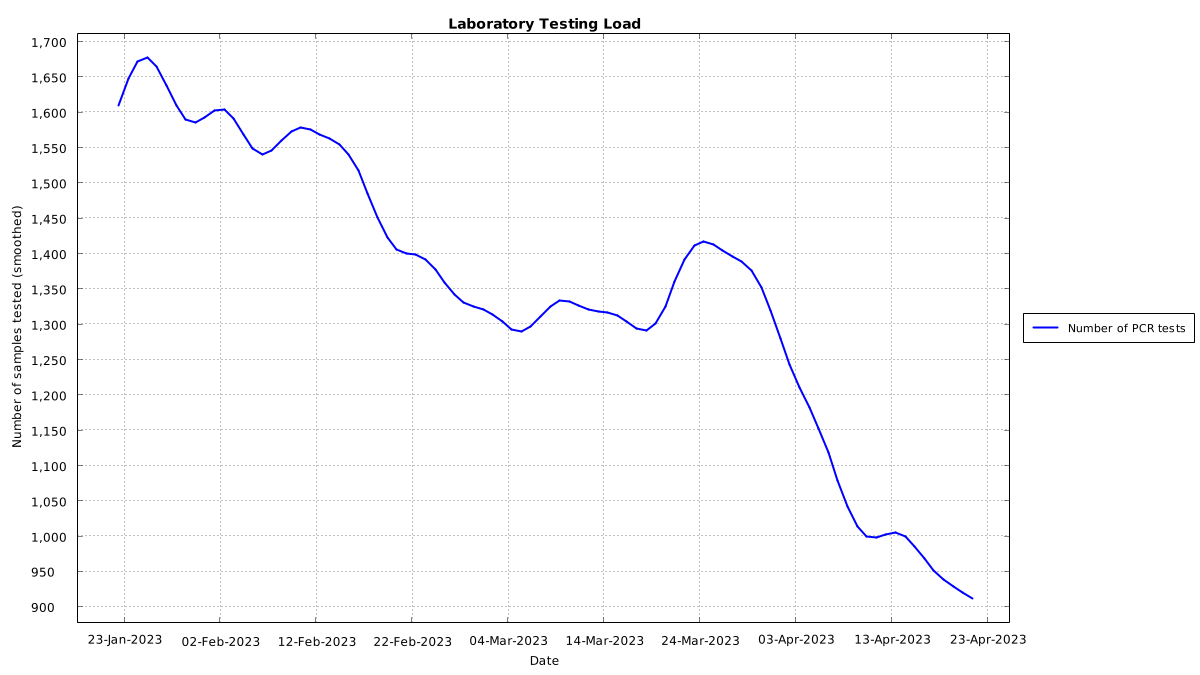 Laboratory Testing Load
Number of samples tested (smoothed)
1,700
1,650
1,600
1,550
1,500
1,450
1,400
1,350
1,300
1,250
1,200
1,150
1,100
1,050
1,000
950
900
23-Jan-2023
02-Feb-2023
12-Feb-2023
22-Feb-2023
04-Mar-2023
14-Mar-2023
24-Mar-2023
03-Apr-2023
13-Apr-2023
23-Apr-2023
Date
Number of PCR tests